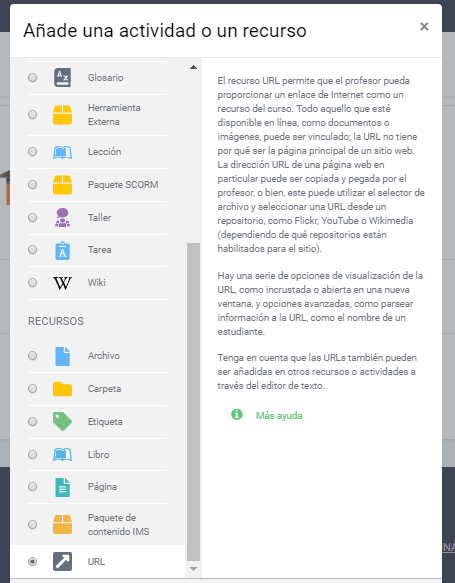 Añade una actividad o un recurso
×
Glosario
Herramienta
Externa
Lección
Paquete SCORM
Taller
Tarea
Wiki
RECURSOS
Archivo
Carpeta
Etiqueta
Libro
Página
Paquete de
contenido IMS
URL
El recurso URL permite que el profesor pueda
proporcionar un enlace de Internet como un
recurso del curso. Todo aquello que esté
disponible en línea, como documentos o
imágenes, puede ser vinculado; la URL no tiene
por qué ser la página principal de un sitio web.
La dirección URL de una página web en
particular puede ser copiada y pegada por el
profesor, o bien, este puede utilizar el selector de
archivo y seleccionar una URL desde un
repositorio, como Flickr, YouTube o Wikimedia
(dependiendo de qué repositorios están
habilitados para el sitio).
Hay una serie de opciones de visualización de la
URL, como incrustada o abierta en una nueva
ventana, y opciones avanzadas, como parsear
información a la URL, como el nombre de un
estudiante.
Tenga en cuenta que las URLs también pueden
ser añadidas en otros recursos o actividades a
través del editor de texto.
Más ayuda